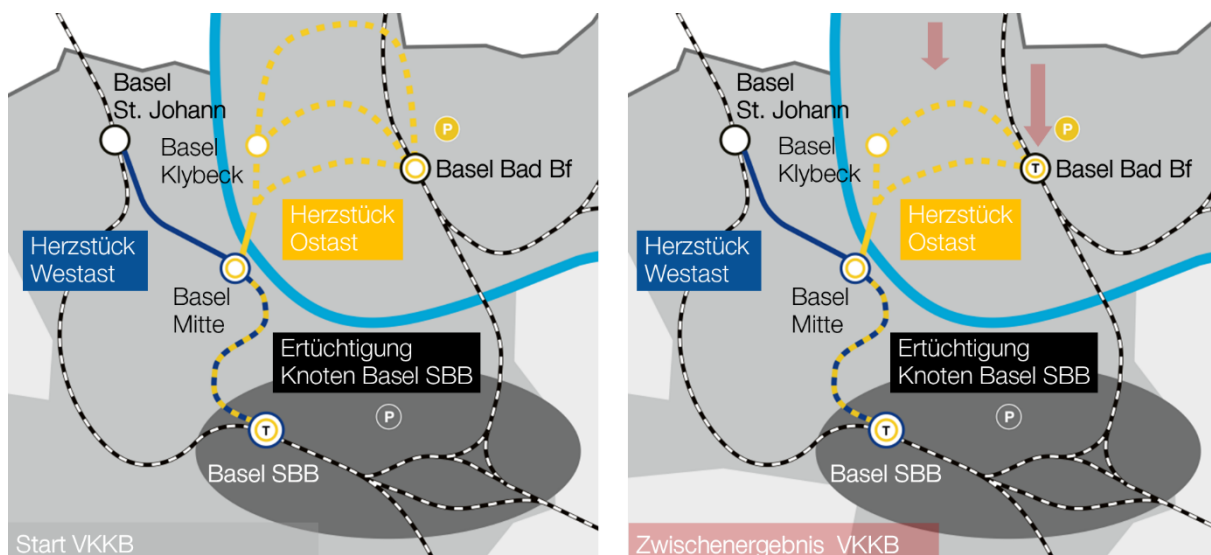 Basel
St. Johann
Basel
Klybeck
P
Basel Bad Bf
Herzstück
Ostast
Herzstück
Westast
Basel
Mitte
Ertüchtigung
Knoten Basel SBB
P
T
Basel SBB
Start VKKB
Basel
St. Johann
Basel
Klybeck
P
T
Basel Bad Bf
Herzstück
Ostast
Herzstück
Westast
Basel
Mitte
Ertüchtigung
Knoten Basel SBB
P
T
Basel SBB
Zwischenergebnis VKKB